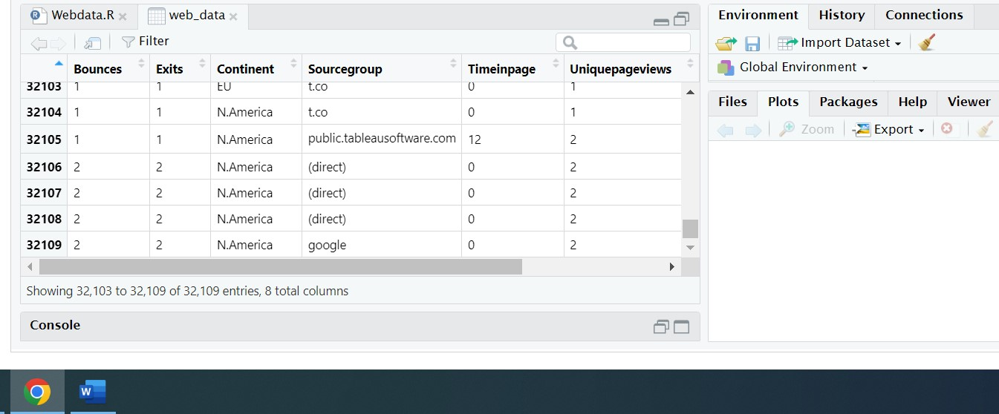 Webdata.R
web_data
Environment History Connections
Filter
Import Dataset
Global Environment
Bounces Exits Continent Sourcegroup Timeinpage Uniquepageviews
32103 1 1 EU t.co 0 1
32104 1 1 N.America t.co 0 1
32105 1 1 N.America public.tableausoftware.com 12 2
32106 2 2 N.America (direct) 0 2
32107 2 2 N.America (direct) 0 2
32108 2 2 N.America (direct) 0 2
32109 2 2 N.America google 0 2
Showing 32,103 to 32,109 of 32,109 entries, 8 total columns
Console
Files Plots Packages Help Viewer
Zoom Export
R
W